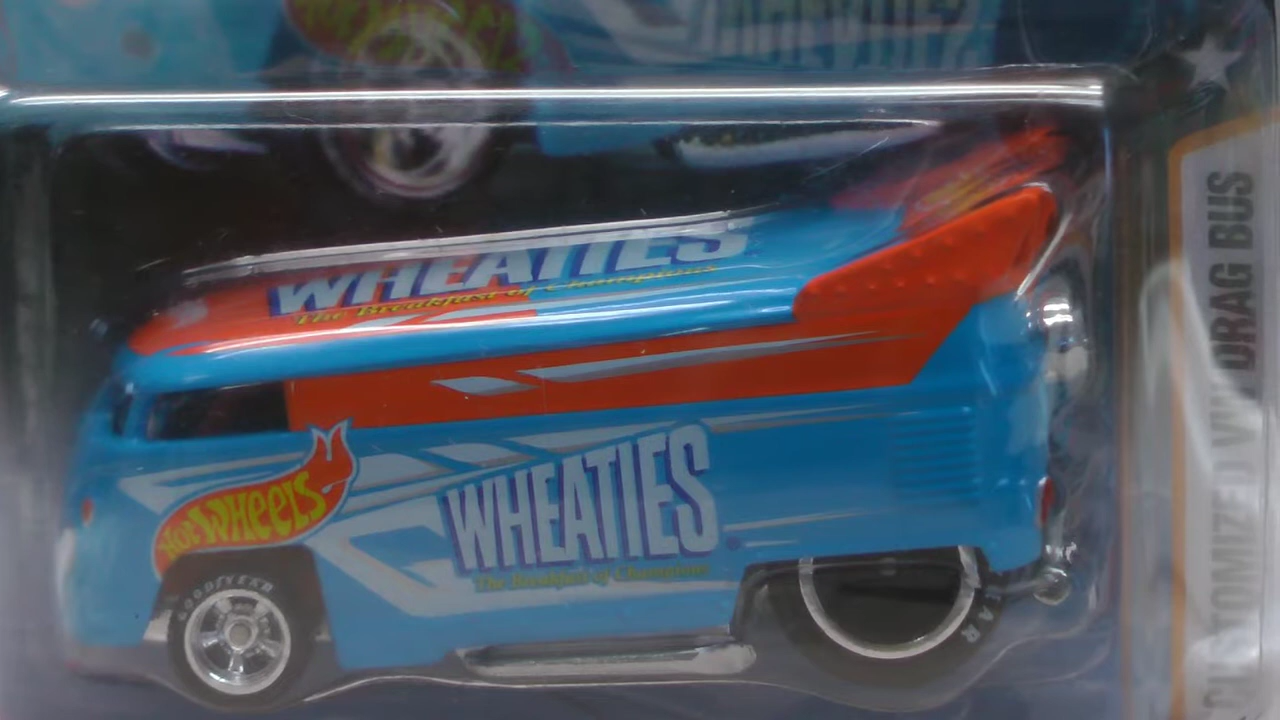 WHEATIES
The Breakfast of Champions
HOT WHEELS
WHEATIES
The Breakfast of Champions
GOODYEAR
DRAG BUS